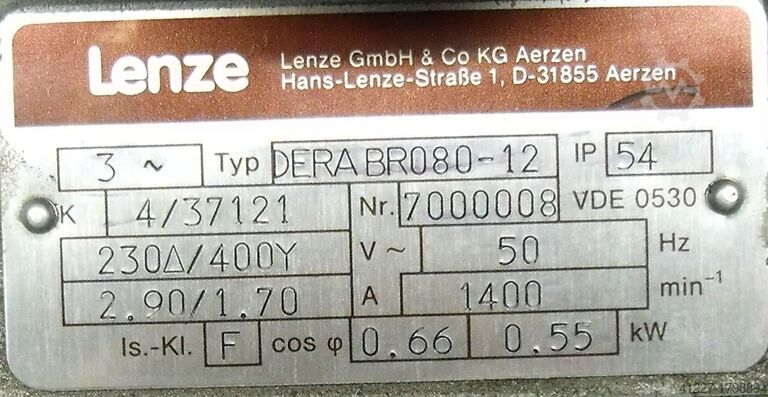 Lenze Lenze GmbH & Co KG Aerzen
Hans-Lenze-Straße 1, D-31855 Aerzen
3 ~ Typ DERABR080-12 IP 54
K 4/37121 Nr. 7000008 VDE 0530
230Δ/400Y V ~ 50 Hz
2.90/1.70 A 1400 min⁻¹
Is.-Kl. F cos φ 0.66 0.55 kW